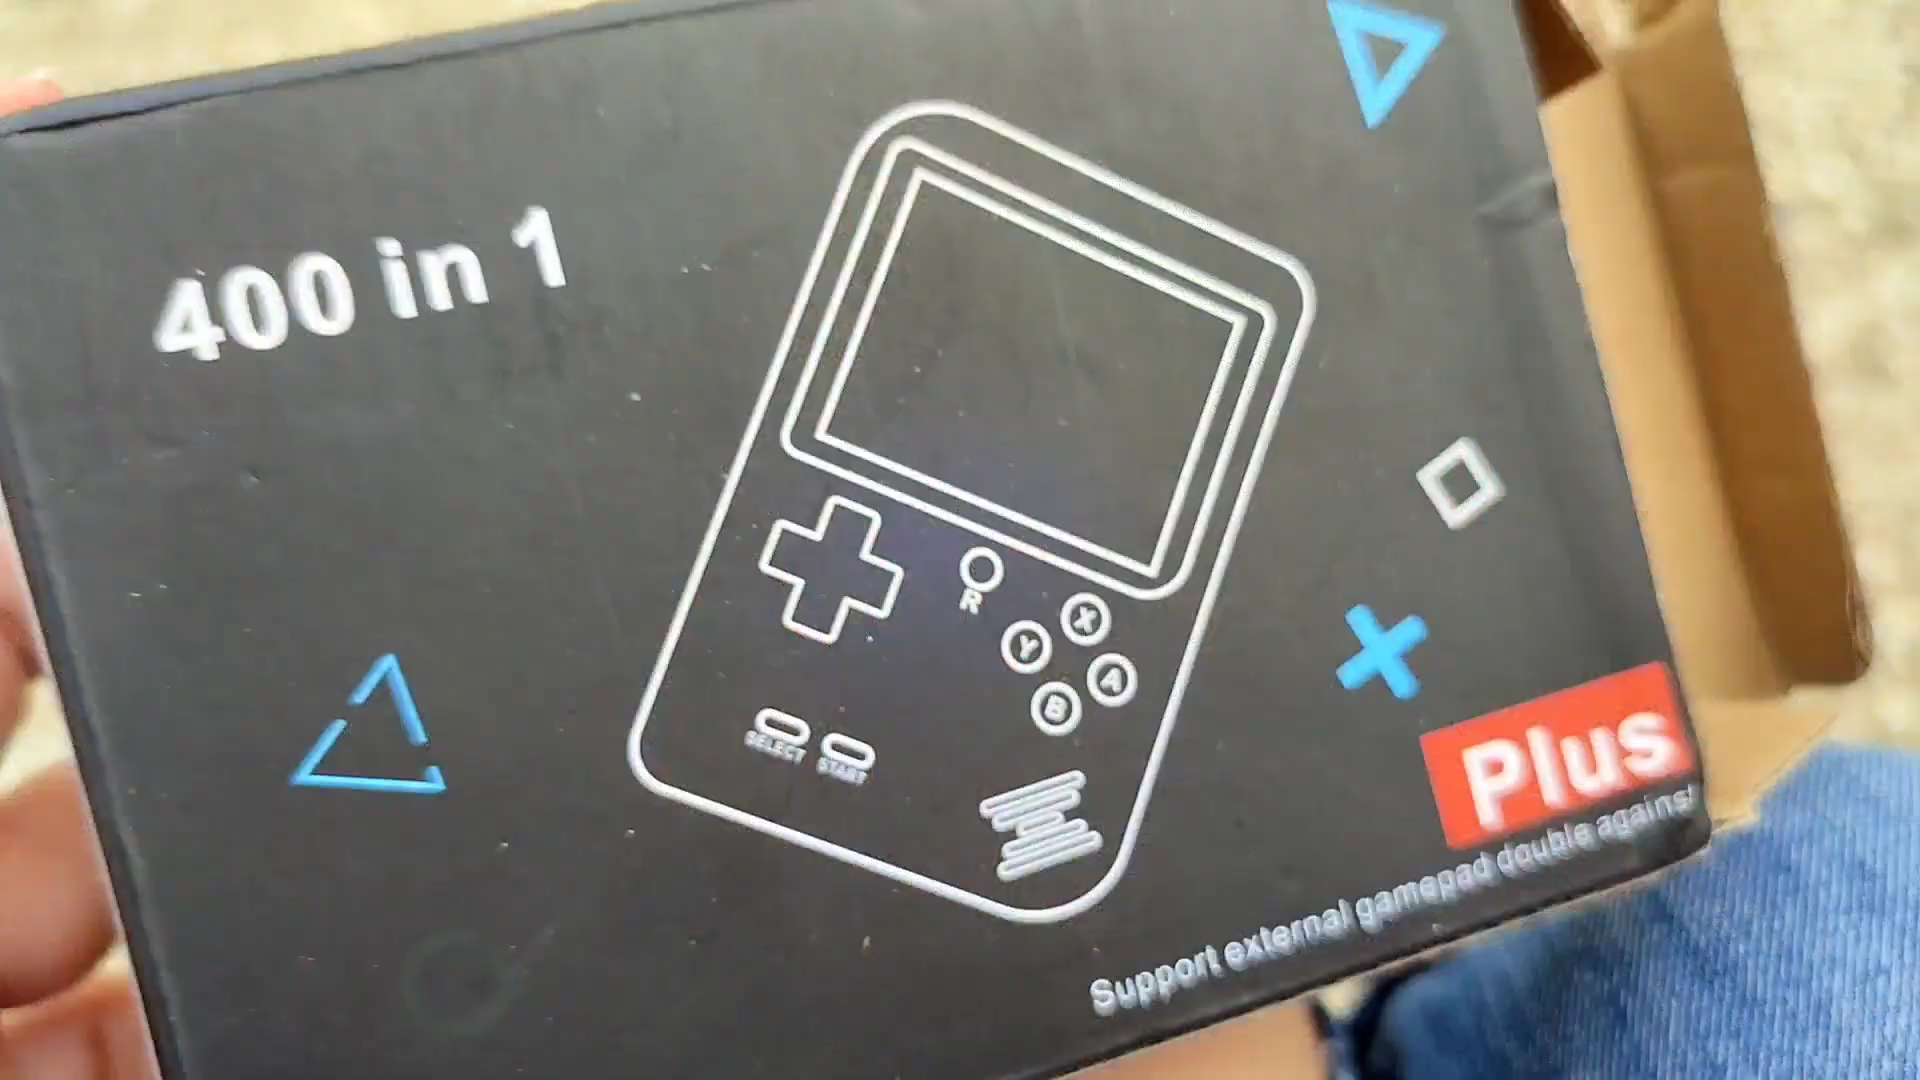 400 in 1
R
X
Y
A
B
SELECT
START
Plus
Support external gamepad double against